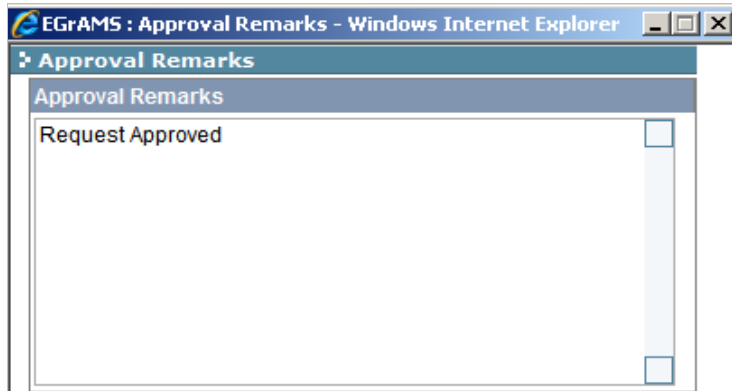 EGrAMS : Approval Remarks - Windows Internet Explorer
Approval Remarks
Approval Remarks
Request Approved